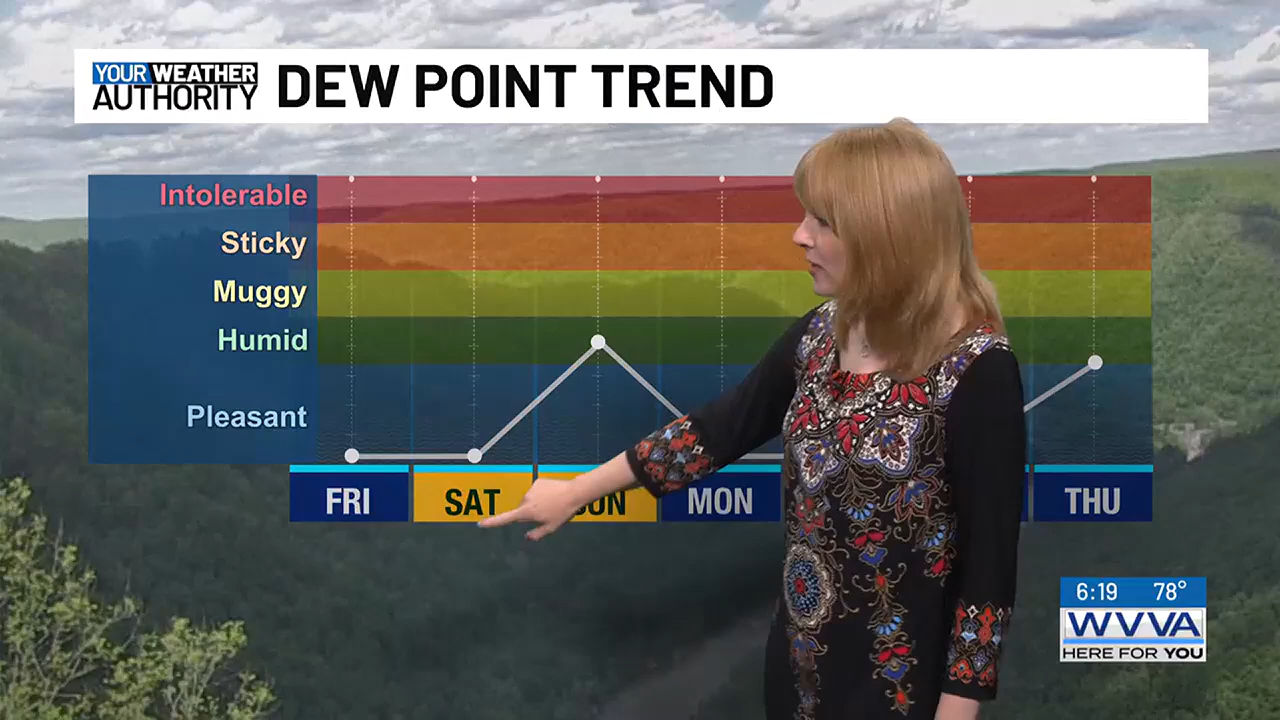 YOUR WEATHER
AUTHORITY
DEW POINT TREND
Intolerable
Sticky
Muggy
Humid
Pleasant
FRI
SAT
SUN
MON
THU
6:19 78°
WVVA
HERE FOR YOU